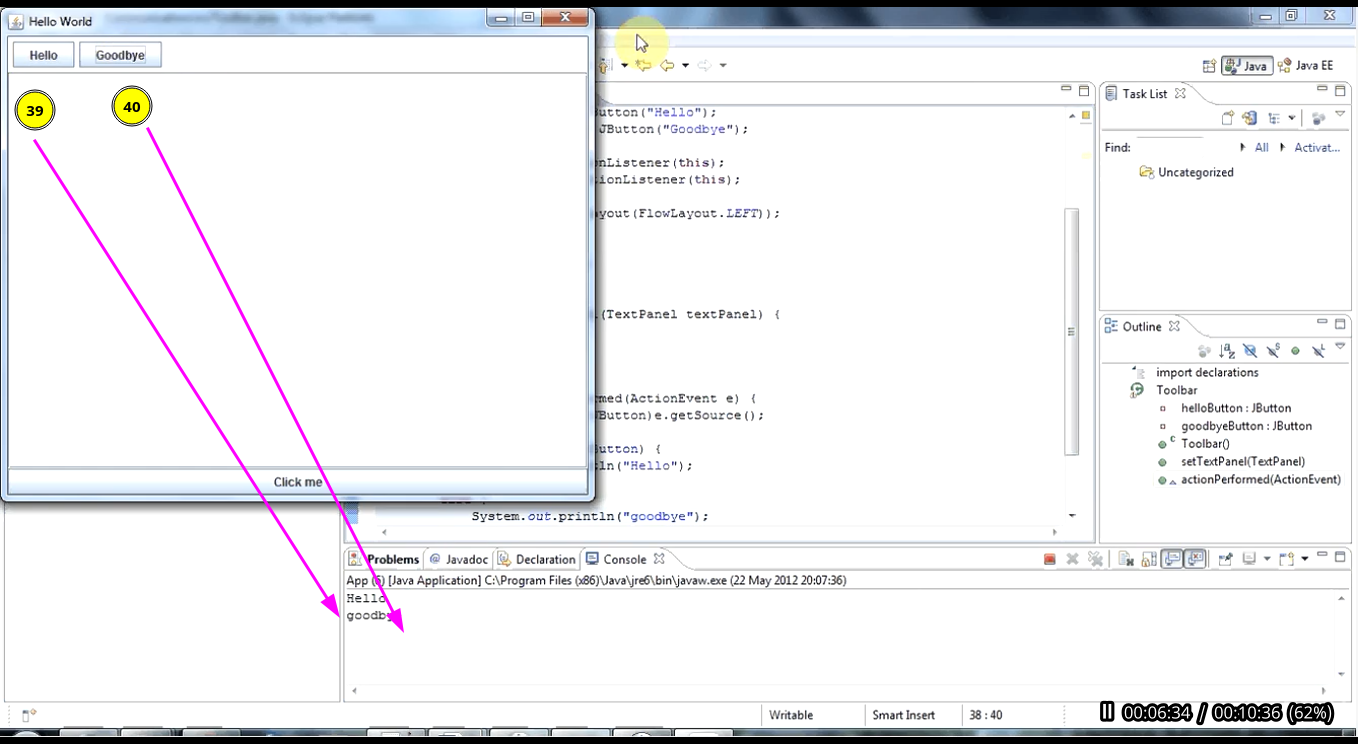 Hello World
Hello Goodbye
39 40
Click me
Java Java EE
utton("Hello");
JButton("Goodbye");
onListener(this);
ionListener(this);
yout(FlowLayout.LEFT));
(TextPanel textPanel) {
med(ActionEvent e) {
Button)e.getSource();
utton) {
ln("Hello");
System.out.println("goodbye");
Task List
Find: All Activat...
Uncategorized
Outline
import declarations
Toolbar
helloButton : JButton
goodbyeButton : JButton
Toolbar()
setTextPanel(TextPanel)
actionPerformed(ActionEvent)
Problems @ Javadoc Declaration Console
App (6) [Java Application] C:\Program Files (x86)\Java\jre6\bin\javaw.exe (22 May 2012 20:07:36)
Hello
goodbye
Writable Smart Insert 38 : 40
00:06:34 / 00:10:36 (62%)